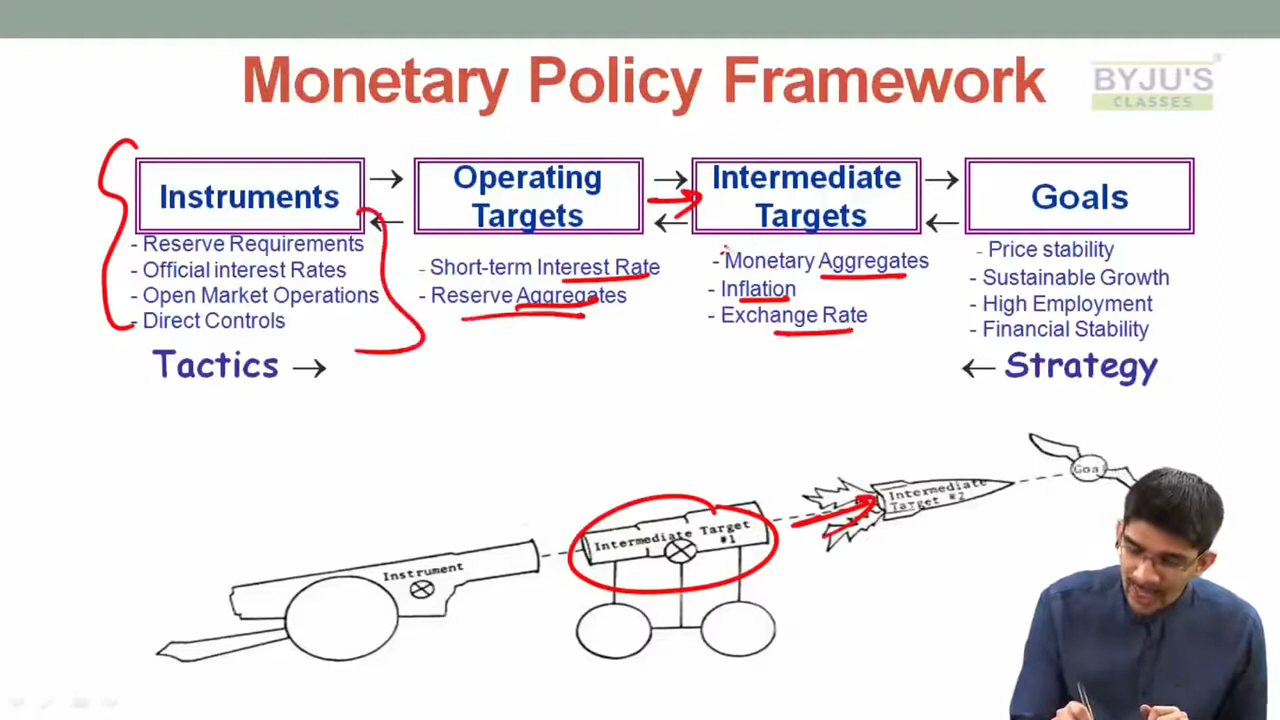 Monetary Policy Framework
BYJU'S
CLASSES
Instruments
- Reserve Requirements
- Official interest Rates
- Open Market Operations
- Direct Controls
Operating
Targets
- Short-term Interest Rate
- Reserve Aggregates
Intermediate
Targets
- Monetary Aggregates
- Inflation
- Exchange Rate
Goals
- Price stability
- Sustainable Growth
- High Employment
- Financial Stability
Tactics →
← Strategy
Instrument
Intermediate Target
#1
Intermediate
Target #2
Goal